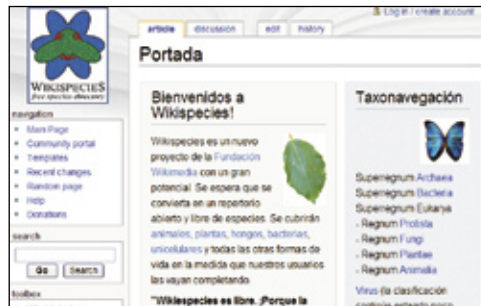 Log in / create account
article discussion edit history
WIKISPECIES
free species directory
navigation
Main Page
Community portal
Templates
Recent changes
Random page
Help
Donations
search
Go Search
toolbox
Portada
Bienvenidos a
Wikispecies!
Wikispecies es un nuevo
proyecto de la Fundación
Wikimedia con un gran
potencial. Se espera que se
convierta en un repertorio
abierto y libre de especies. Se cubrirán
animales, plantas, hongos, bacterias,
unicelulares y todas las otras formas de
vida en la medida que nuestros usuarios
las vayan completando.
"Wikispecies es libre. ¡Porque la
Taxonavegación
Superregnum Archaea
Superregnum Bacteria
Superregnum Eukarya
- Regnum Protista
- Regnum Fungi
- Regnum Plantae
- Regnum Animalia
Virus (la clasificación